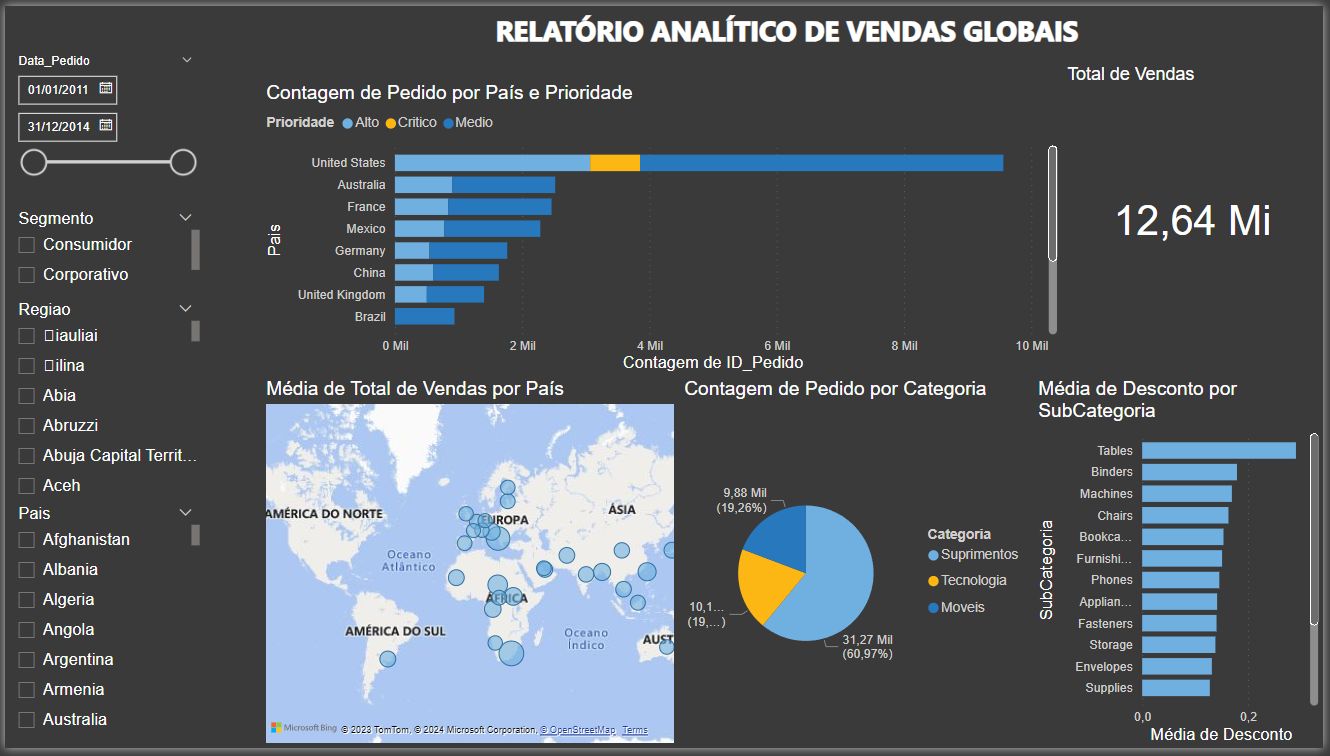 RELATÓRIO ANALÍTICO DE VENDAS GLOBAIS
Data_Pedido
01/01/2011
31/12/2014
Segmento
Consumidor
Corporativo
Regiao
iauliai
ilina
Abia
Abruzzi
Abuja Capital Territ...
Aceh
Pais
Afghanistan
Albania
Algeria
Angola
Argentina
Armenia
Australia
Contagem de Pedido por País e Prioridade
Prioridade Alto Critico Medio
Pais
United States
Australia
France
Mexico
Germany
China
United Kingdom
Brazil
0 Mil 2 Mil 4 Mil 6 Mil 8 Mil 10 Mil
Contagem de ID_Pedido
Total de Vendas
12,64 Mi
Média de Total de Vendas por País
AMÉRICA DO NORTE
EUROPA
ÁSIA
Oceano
Atlântico
ÁFRICA
AMÉRICA DO SUL
Oceano
Índico
AUST
Microsoft Bing
© 2023 TomTom, © 2024 Microsoft Corporation, © OpenStreetMap Terms
Contagem de Pedido por Categoria
9,88 Mil
(19,26%)
10,1...
(19,...)
31,27 Mil
(60,97%)
Categoria
Suprimentos
Tecnologia
Moveis
Média de Desconto por
SubCategoria
SubCategoria
Tables
Binders
Machines
Chairs
Bookca...
Furnishi...
Phones
Applian...
Fasteners
Storage
Envelopes
Supplies
0,0 0,2
Média de Desconto